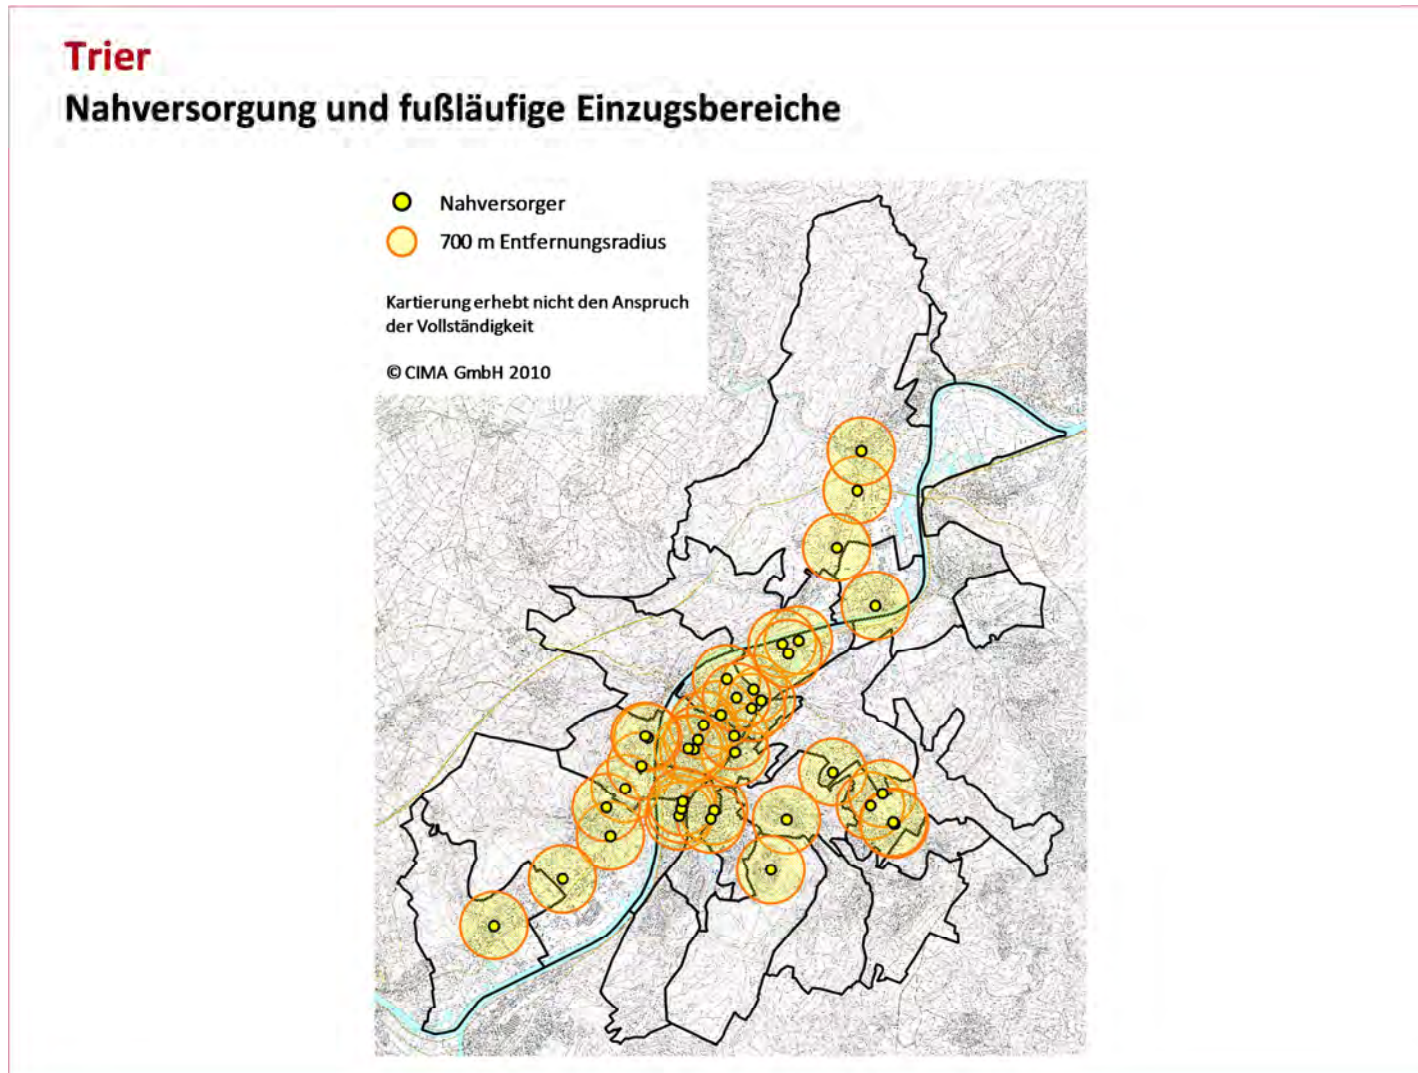 Trier
Nahversorgung und fußläufige Einzugsbereiche
Nahversorger
700 m Entfernungsradius
Kartierung erhebt nicht den Anspruch
der Vollständigkeit
© CIMA GmbH 2010